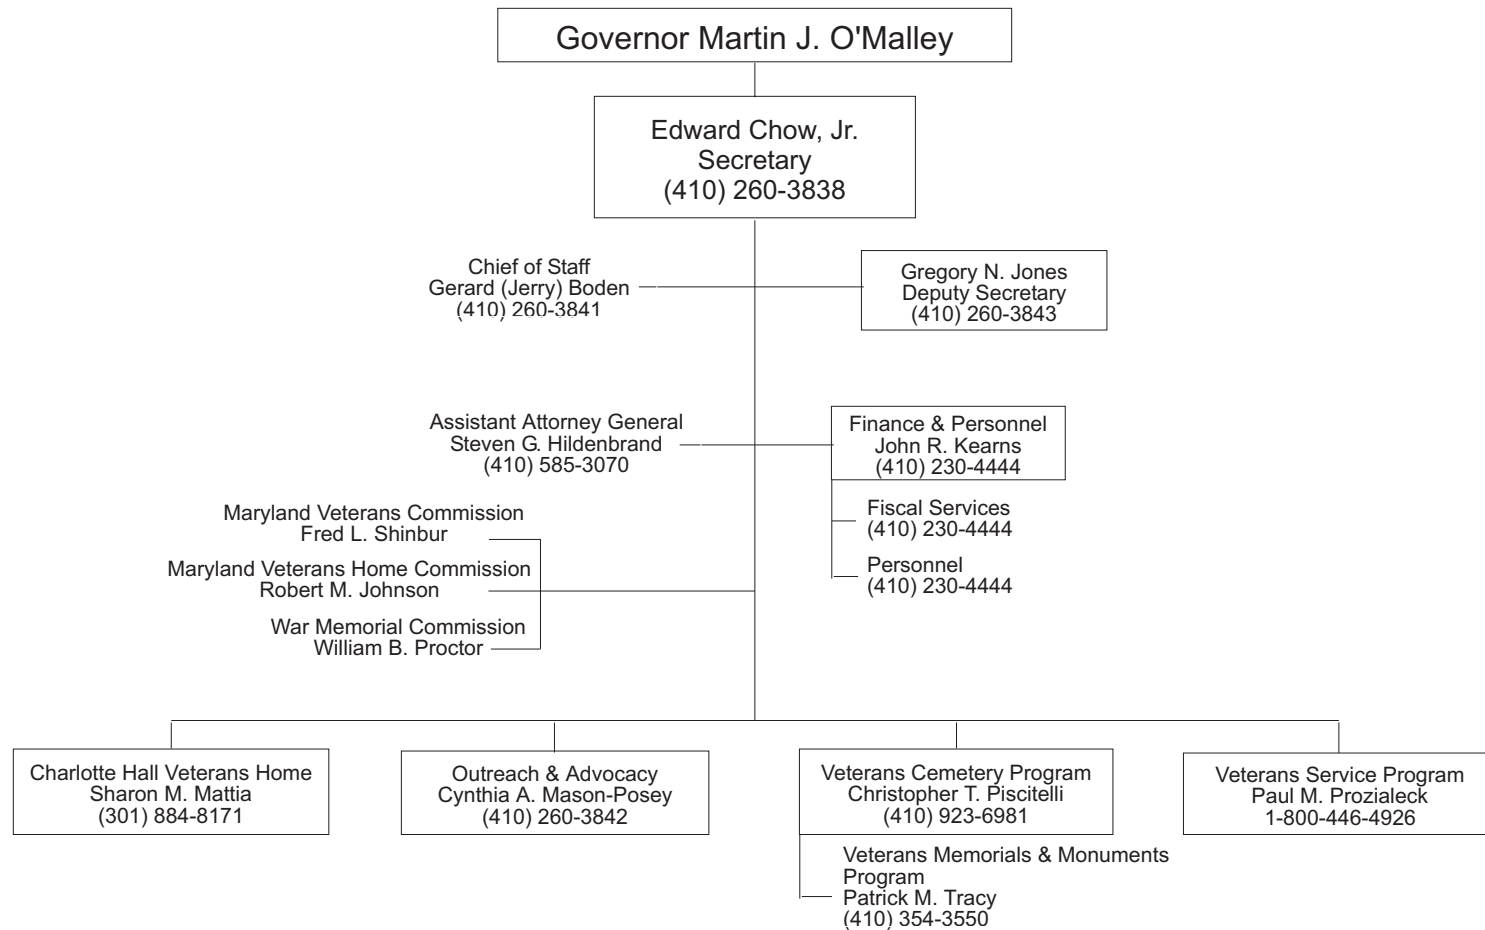 Governor Martin J. O'Malley
Edward Chow, Jr.
Secretary
(410) 260-3838
Chief of Staff
Gerard (Jerry) Boden
(410) 260-3841
Gregory N. Jones
Deputy Secretary
(410) 260-3843
Assistant Attorney General
Steven G. Hildenbrand
(410) 585-3070
Finance & Personnel
John R. Kearns
(410) 230-4444
Fiscal Services
(410) 230-4444
Personnel
(410) 230-4444
Maryland Veterans Commission
Fred L. Shinbur
Maryland Veterans Home Commission
Robert M. Johnson
War Memorial Commission
William B. Proctor
Charlotte Hall Veterans Home
Sharon M. Mattia
(301) 884-8171
Outreach & Advocacy
Cynthia A. Mason-Posey
(410) 260-3842
Veterans Cemetery Program
Christopher T. Piscitelli
(410) 923-6981
Veterans Memorials & Monuments
Program
Patrick M. Tracy
(410) 354-3550
Veterans Service Program
Paul M. Prozialeck
1-800-446-4926